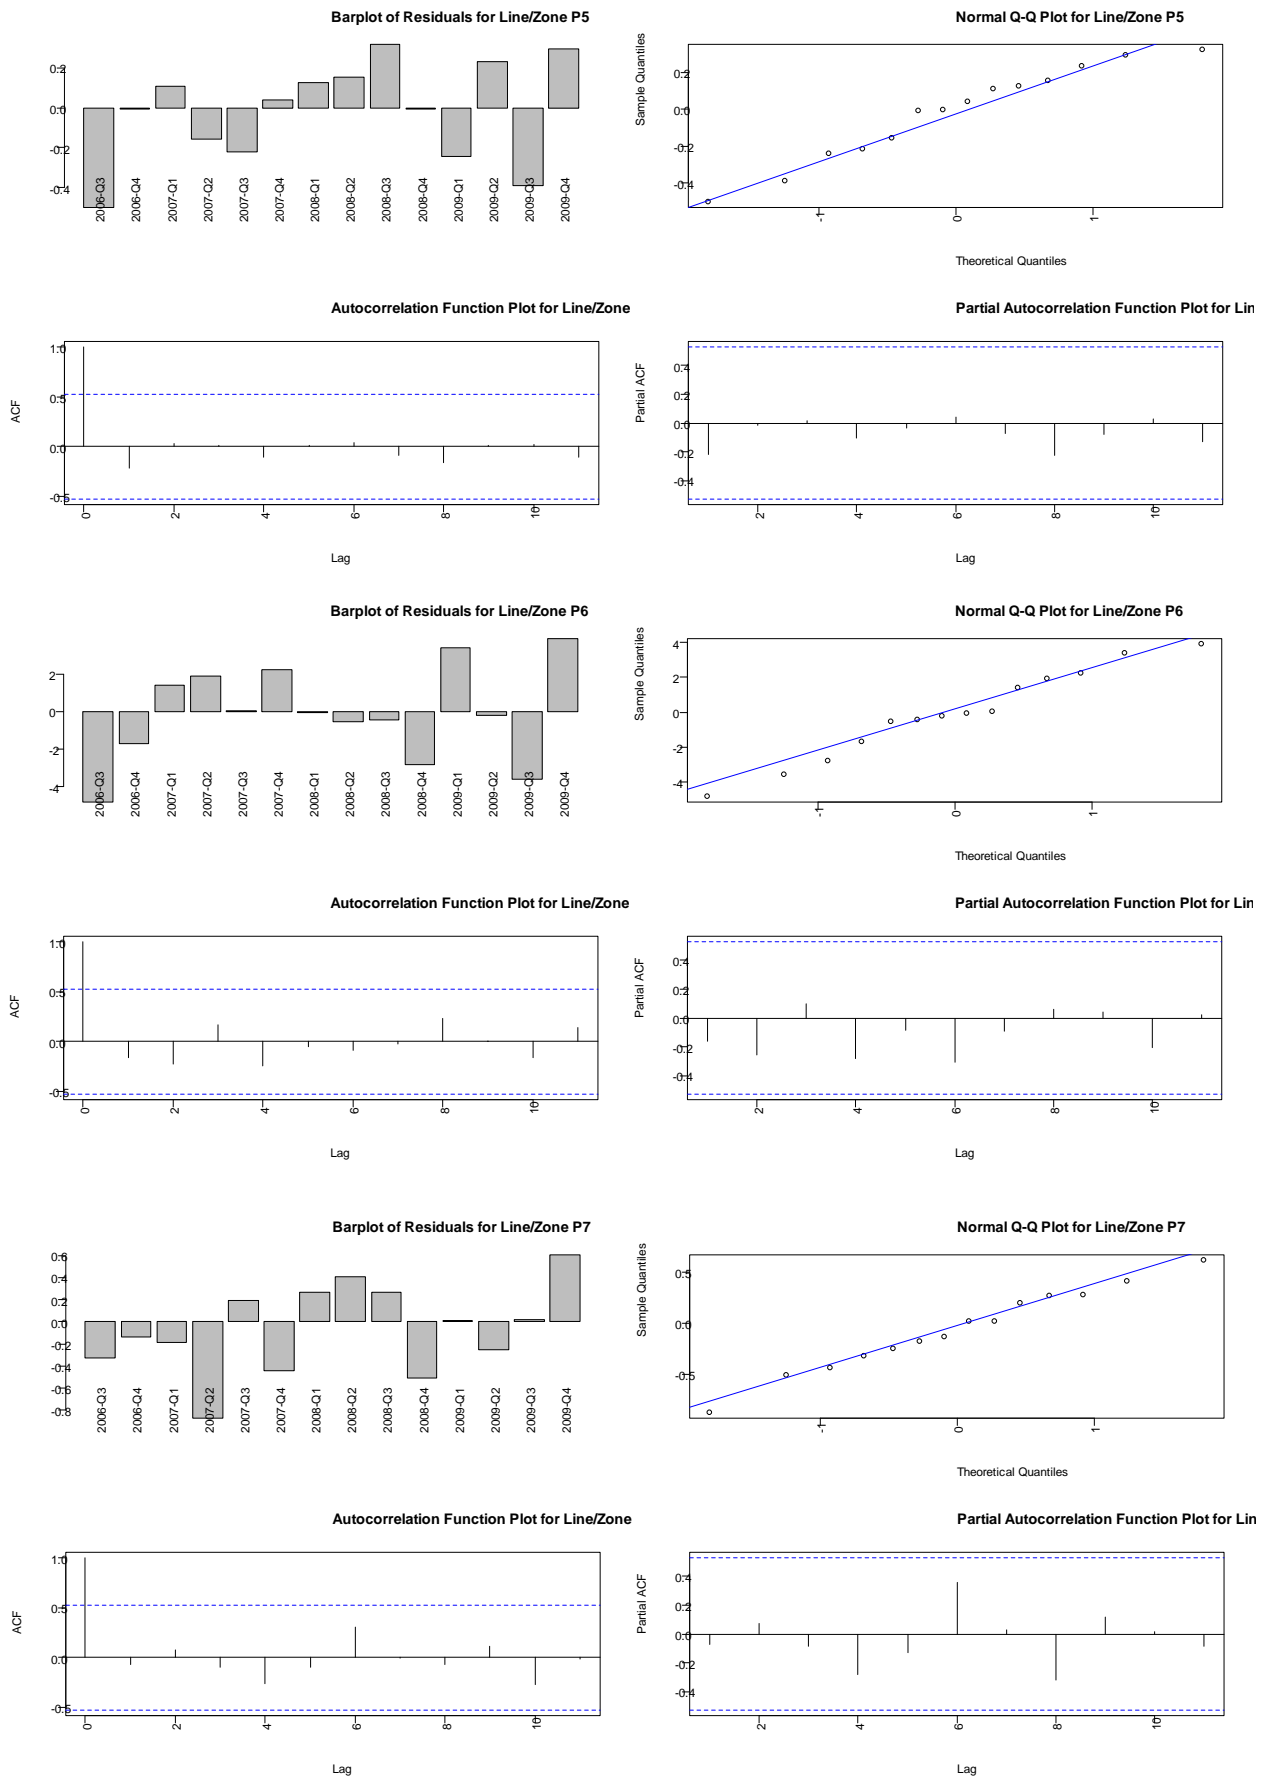 Barplot of Residuals for Line/Zone P5
0.2
0.0
-0.2
-0.4
2006-Q3
2006-Q4
2007-Q1
2007-Q2
2007-Q3
2007-Q4
2008-Q1
2008-Q2
2008-Q3
2008-Q4
2009-Q1
2009-Q2
2009-Q3
2009-Q4
Normal Q-Q Plot for Line/Zone P5
Sample Quantiles
0.2
0.0
-0.2
-0.4
-1
0
1
Theoretical Quantiles
Autocorrelation Function Plot for Line/Zone
ACF
1.0
0.5
0.0
-0.5
0
2
4
6
8
10
Lag
Partial Autocorrelation Function Plot for Lin
Partial ACF
0.4
0.2
0.0
-0.2
-0.4
2
4
6
8
10
Lag
Barplot of Residuals for Line/Zone P6
2
0
-2
-4
2006-Q3
2006-Q4
2007-Q1
2007-Q2
2007-Q3
2007-Q4
2008-Q1
2008-Q2
2008-Q3
2008-Q4
2009-Q1
2009-Q2
2009-Q3
2009-Q4
Normal Q-Q Plot for Line/Zone P6
Sample Quantiles
4
2
0
-2
-4
-1
0
1
Theoretical Quantiles
Autocorrelation Function Plot for Line/Zone
ACF
1.0
0.5
0.0
-0.5
0
2
4
6
8
10
Lag
Partial Autocorrelation Function Plot for Lin
Partial ACF
0.4
0.2
0.0
-0.2
-0.4
2
4
6
8
10
Lag
Barplot of Residuals for Line/Zone P7
0.6
0.4
0.2
0.0
-0.2
-0.4
-0.6
-0.8
2006-Q3
2006-Q4
2007-Q1
2007-Q2
2007-Q3
2007-Q4
2008-Q1
2008-Q2
2008-Q3
2008-Q4
2009-Q1
2009-Q2
2009-Q3
2009-Q4
Normal Q-Q Plot for Line/Zone P7
Sample Quantiles
0.5
0.0
-0.5
-1
0
1
Theoretical Quantiles
Autocorrelation Function Plot for Line/Zone
ACF
1.0
0.5
0.0
-0.5
0
2
4
6
8
10
Lag
Partial Autocorrelation Function Plot for Lin
Partial ACF
0.4
0.2
0.0
-0.2
-0.4
2
4
6
8
10
Lag